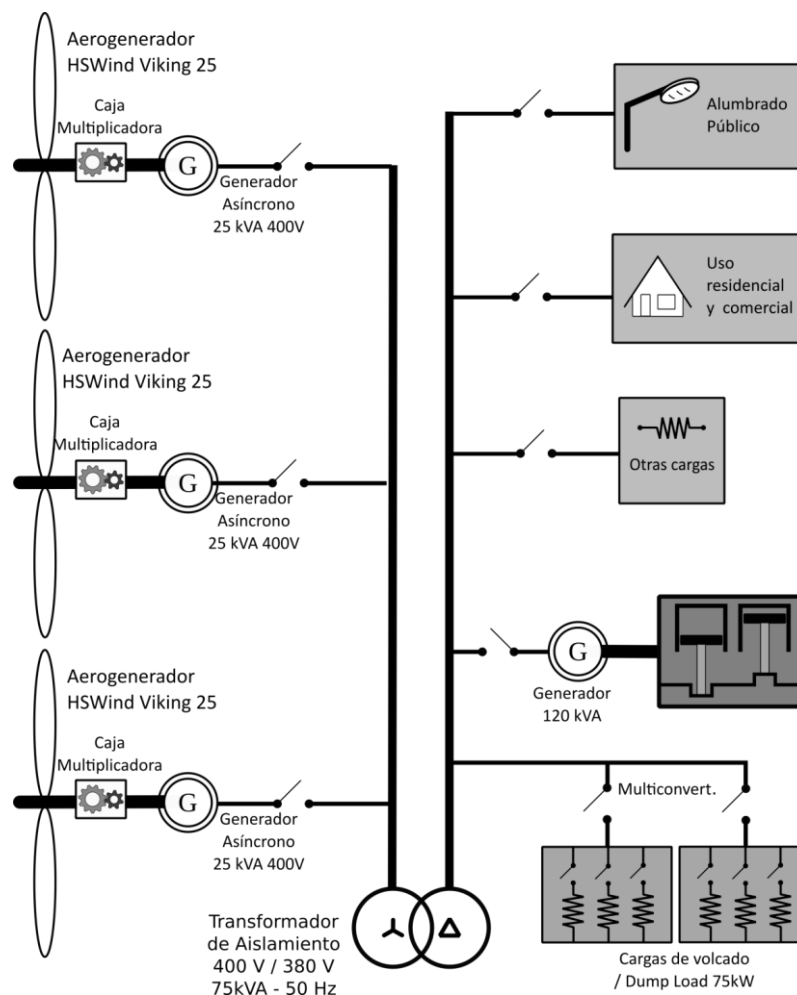 Aerogenerador
HSWind Viking 25
Caja
Multiplicadora
G
Generador
Asíncrono
25 kVA 400V
Aerogenerador
HSWind Viking 25
Caja
Multiplicadora
G
Generador
Asíncrono
25 kVA 400V
Aerogenerador
HSWind Viking 25
Caja
Multiplicadora
G
Generador
Asíncrono
25 kVA 400V
Transformador
de Aislamiento
400 V / 380 V
75kVA - 50 Hz
Alumbrado
Público
Uso
residencial
y comercial
Otras cargas
G
Generador
120 kVA
Multiconvert.
Cargas de volcado
/ Dump Load 75kW